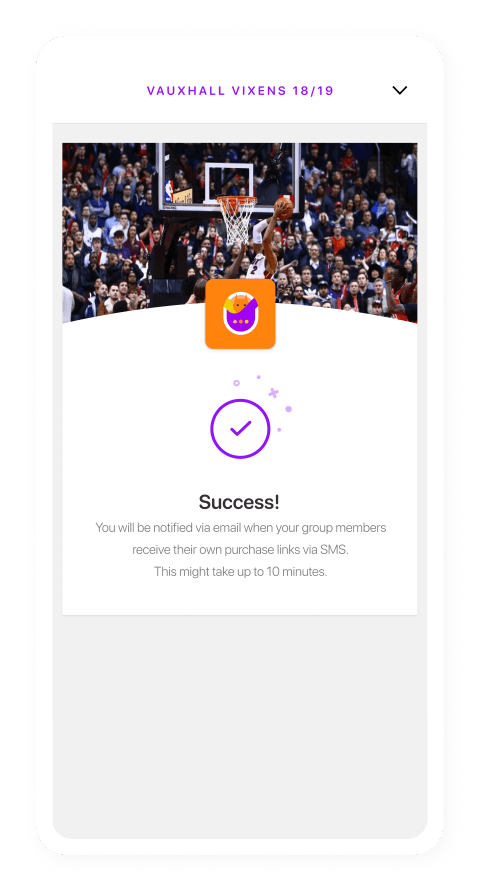 VAUXHALL VIXENS 18/19
Success!
You will be notified via email when your group members
receive their own purchase links via SMS.
This might take up to 10 minutes.